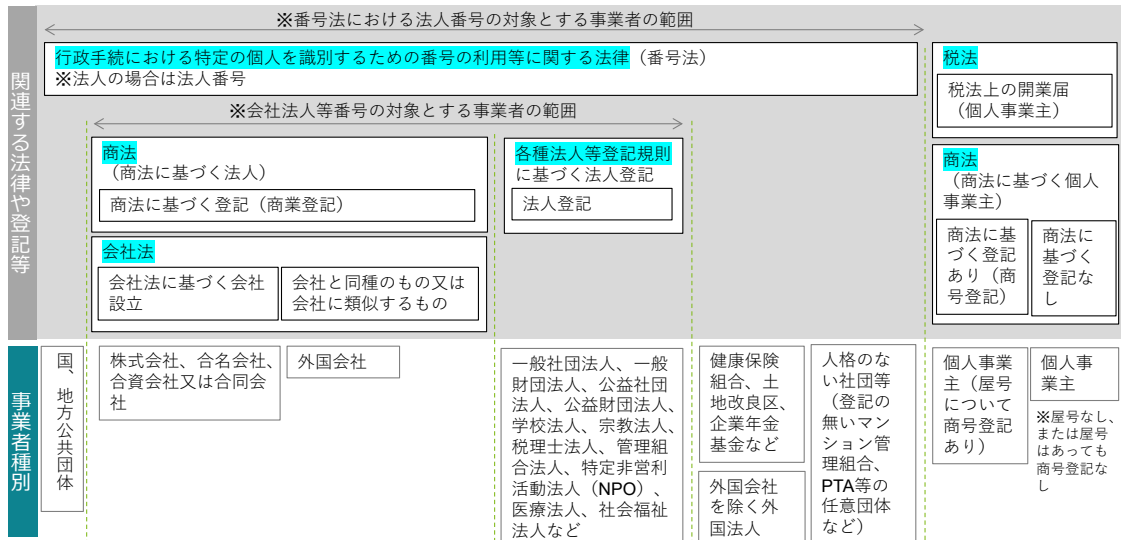 ※番号法における法人番号の対象とする事業者の範囲
関連する法律や登記等
行政手続における特定の個人を識別するための番号の利用等に関する法律（番号法）
※法人の場合は法人番号
※会社法人等番号の対象とする事業者の範囲
商法
（商法に基づく法人）
商法に基づく登記（商業登記）
会社法
会社法に基づく会社
設立
会社と同種のもの又は
会社に類似するもの
各種法人等登記規則
に基づく法人登記
法人登記
税法
税法上の開業届
（個人事業主）
商法
（商法に基づく個人
事業主）
商法に基
づく登記
あり（商
号登記）
商法に
基づく
登記な
し
事業者種別
国、地方公共団体
株式会社、合名会社、
合資会社又は合同会
社
外国会社
一般社団法人、一般
財団法人、公益社団
法人、公益財団法人、
学校法人、宗教法人、
税理士法人、管理組
合法人、特定非営利
活動法人（NPO）、
医療法人、社会福祉
法人など
健康保険
組合、土
地改良区、
企業年金
基金など
外国会社
を除く外
国法人
人格のな
い社団等
（登記の
無いマン
ション管
理組合、
PTA等の
任意団体
など）
個人事業
主（屋号
について
商号登記
あり）
個人事
業主
※屋号なし、
または屋号
はあっても
商号登記な
し